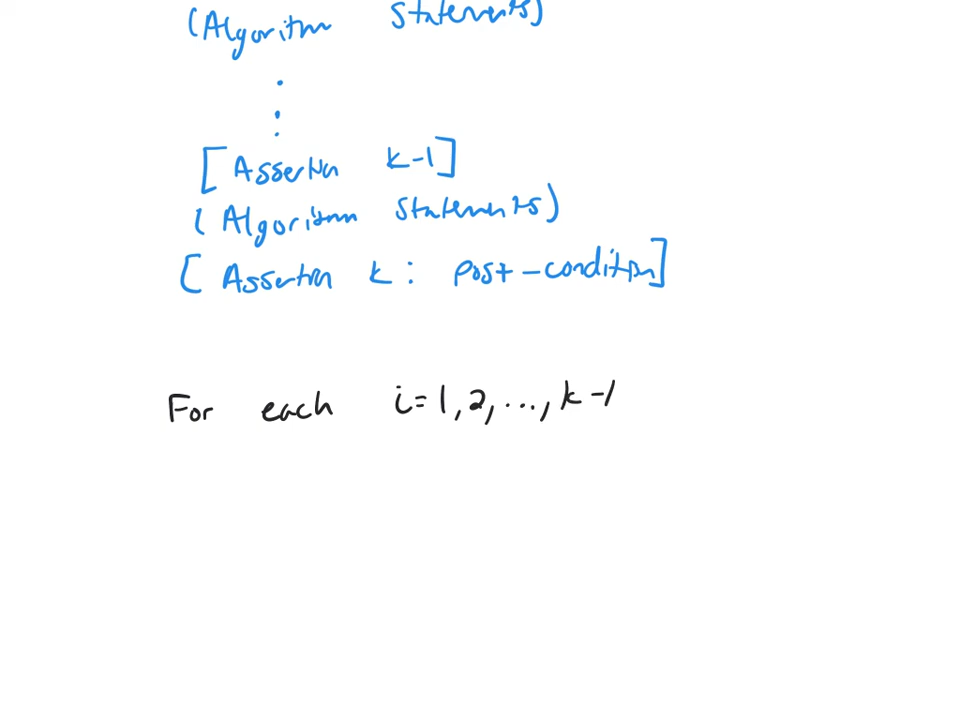 (Algorithm statements)
:
[Assertion k-1]
(Algorithm statements)
[Assertion k: post-condition]
For each i=1,2,...,k-1